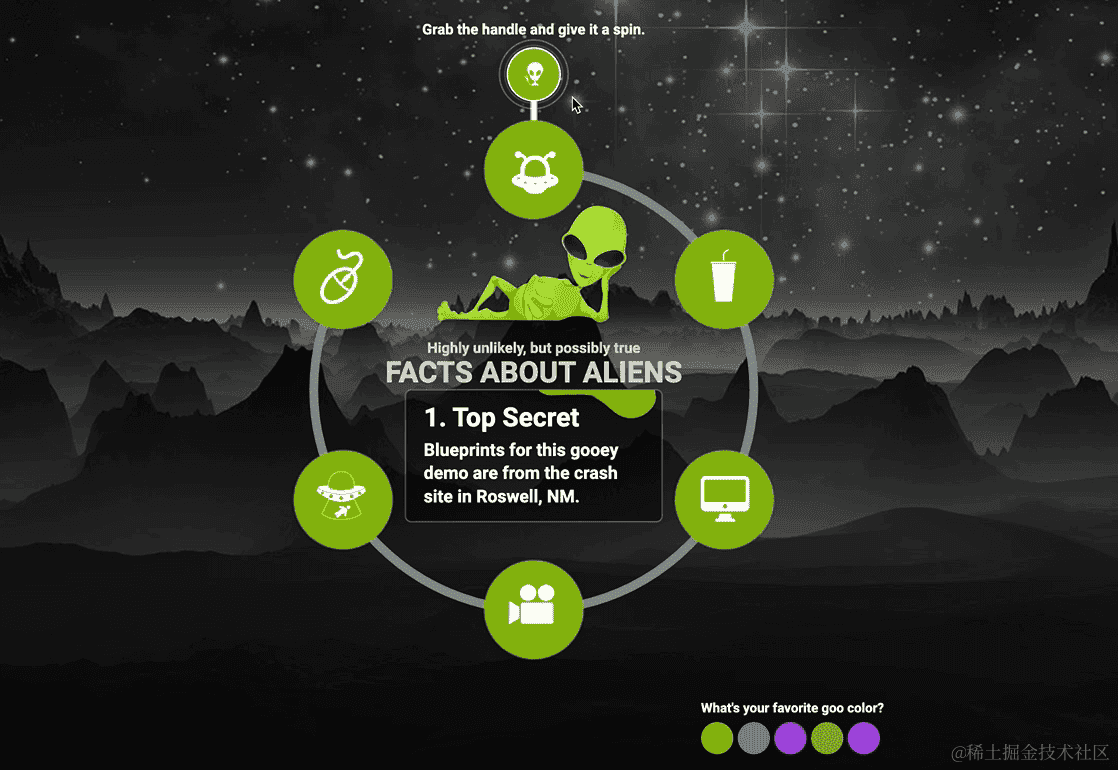 Grab the handle and give it a spin.
Highly unlikely, but possibly true
FACTS ABOUT ALIENS
1. Top Secret
Blueprints for this gooey
demo are from the crash
site in Roswell, NM.
What's your favorite goo color?
@稀土掘金技术社区